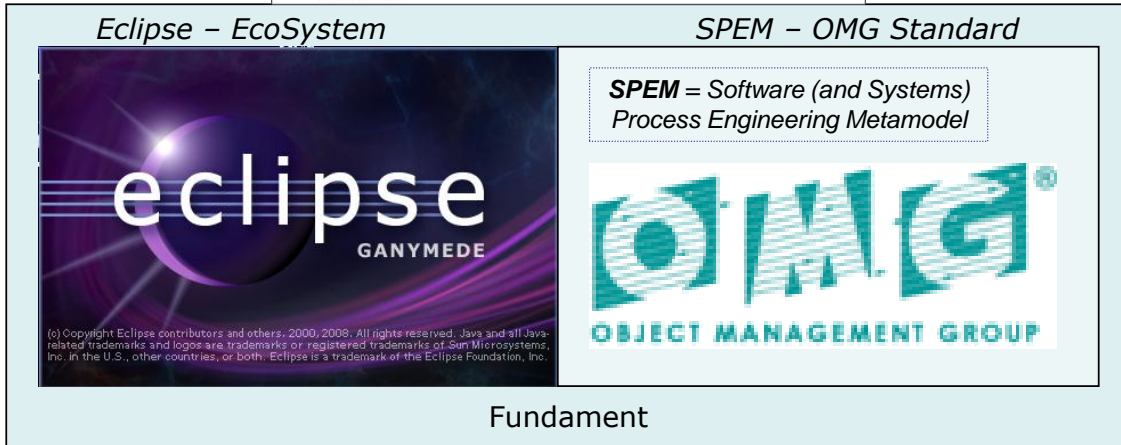 Eclipse – EcoSystem
SPEM – OMG Standard
eclipse
GANYMEDE
(c) Copyright Eclipse contributors and others, 2000, 2008. All rights reserved. Java and all Java-
related trademarks and logos are trademarks or registered trademarks of Sun Microsystems,
Inc. in the U.S., other countries, or both. Eclipse is a trademark of the Eclipse Foundation, Inc.
SPEM = Software (and Systems)
Process Engineering Metamodel
OMG®
OBJECT MANAGEMENT GROUP
Fundament